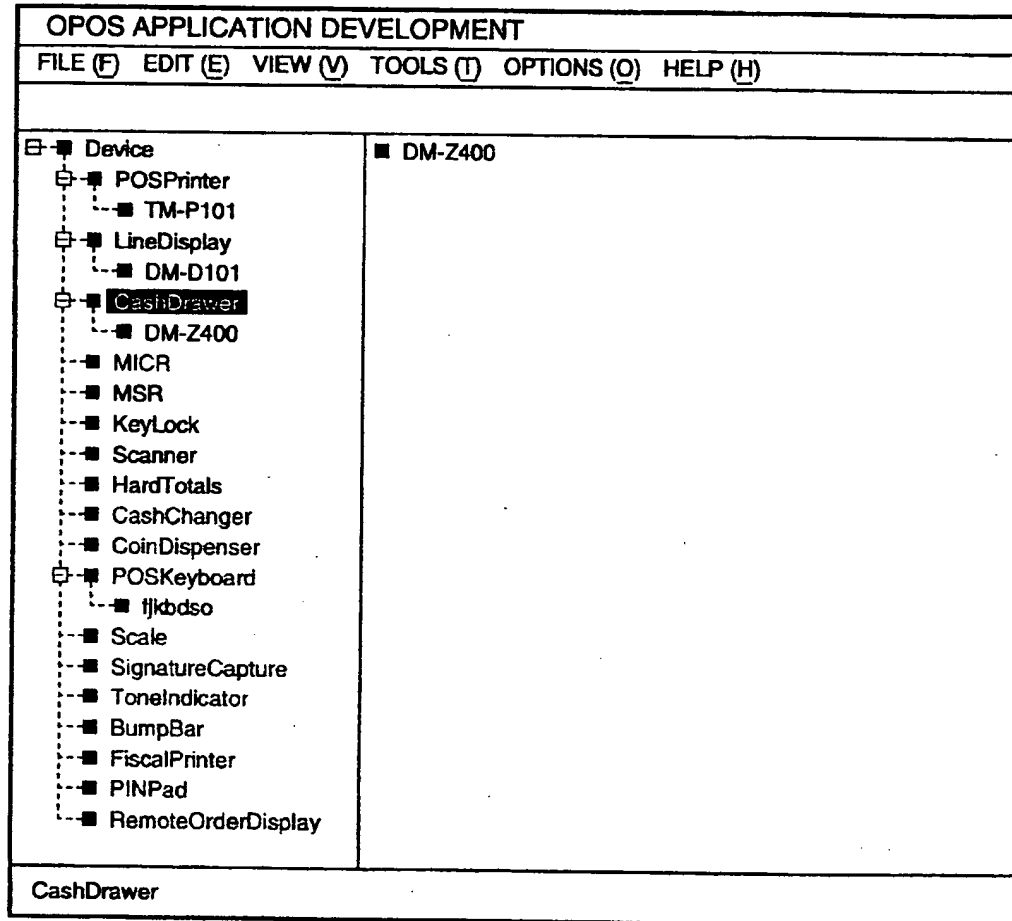 OPOS APPLICATION DEVELOPMENT
FILE (F) EDIT (E) VIEW (V) TOOLS (T) OPTIONS (O) HELP (H)
Device
POSPrinter
TM-P101
LineDisplay
DM-D101
CashDrawer
DM-Z400
MICR
MSR
KeyLock
Scanner
HardTotals
CashChanger
CoinDispenser
POSKeyboard
fjkbdso
Scale
SignatureCapture
ToneIndicator
BumpBar
FiscalPrinter
PINPad
RemoteOrderDisplay
DM-Z400
CashDrawer